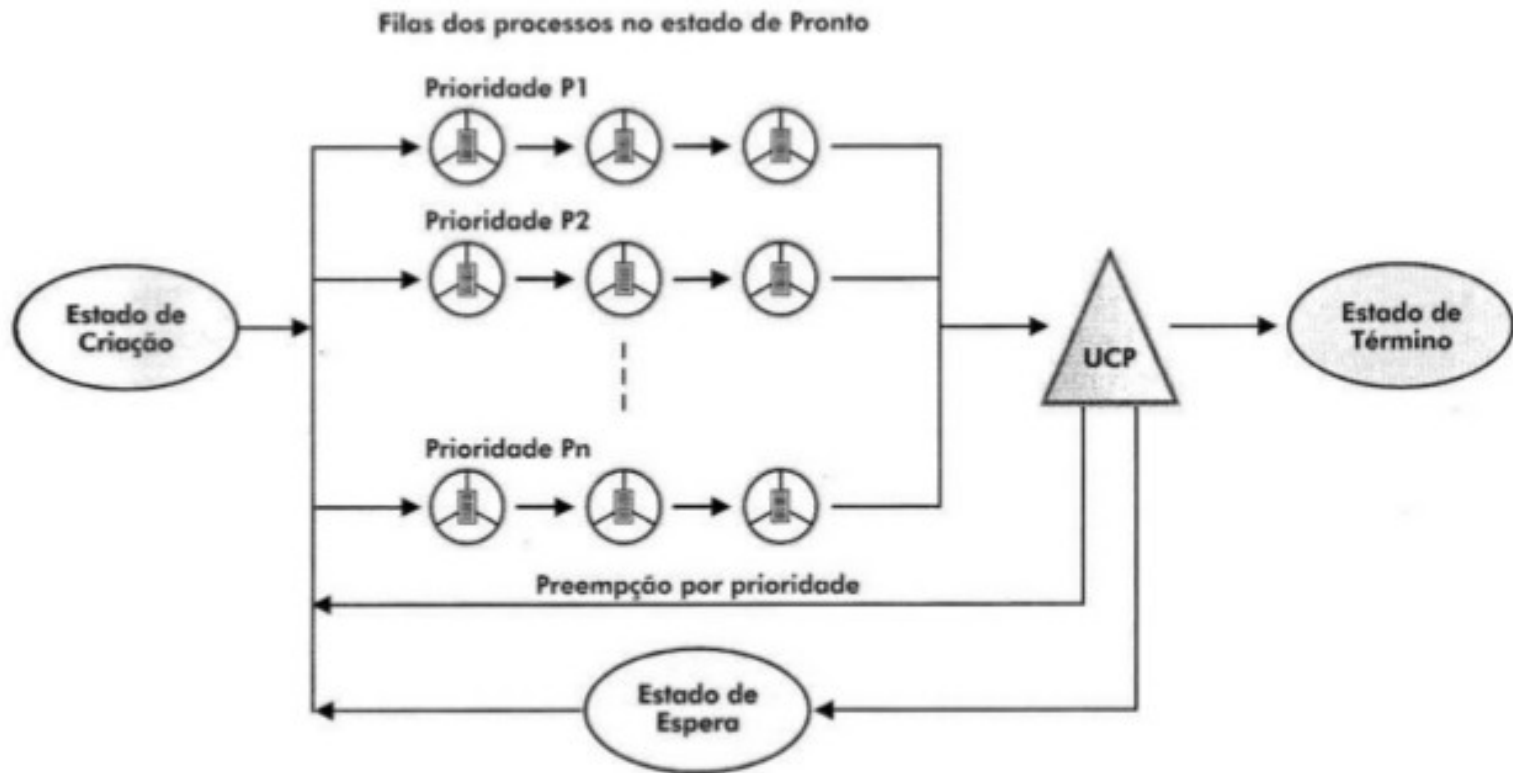 Filas dos processos no estado de Pronto
Prioridade P1
Prioridade P2
Estado de
Criação
UCP
Estado de
Término
Prioridade Pn
Preempção por prioridade
Estado de
Espera